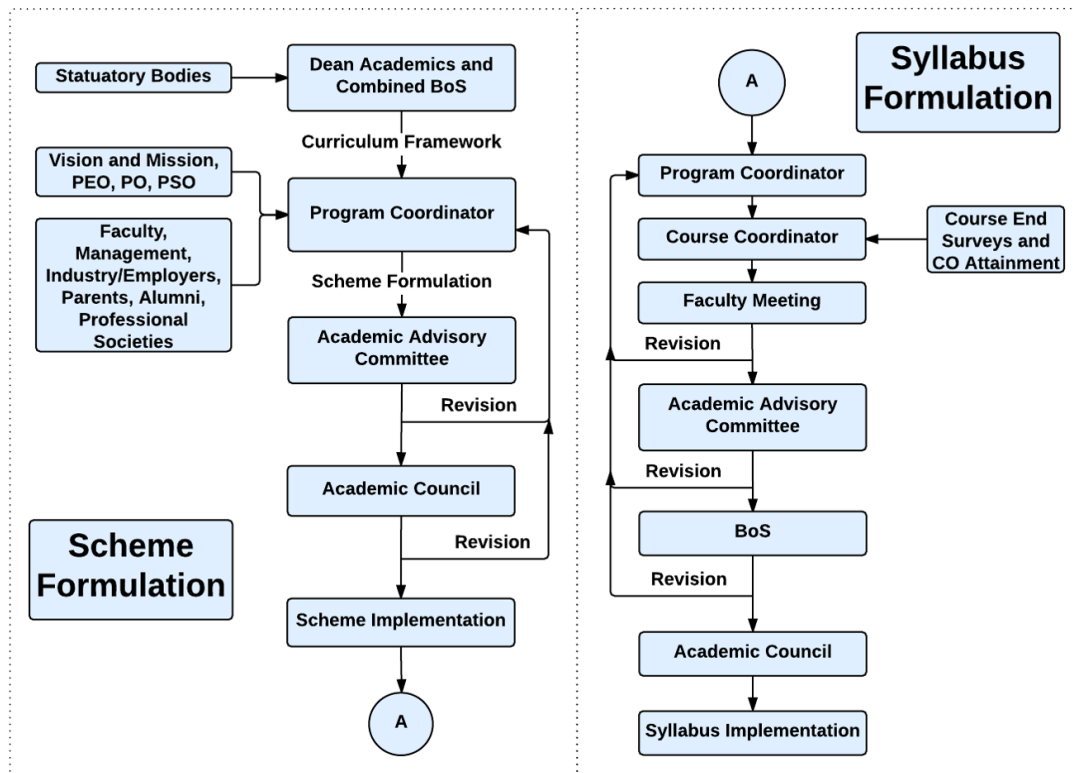 Statuatory Bodies
Dean Academics and
Combined BoS
Curriculum Framework
Vision and Mission,
PEO, PO, PSO
Program Coordinator
Faculty,
Management,
Industry/Employers,
Parents, Alumni,
Professional
Societies
Scheme Formulation
Academic Advisory
Committee
Revision
Academic Council
Revision
Scheme
Formulation
Scheme Implementation
A
Syllabus
Formulation
A
Program Coordinator
Course Coordinator
Course End
Surveys and
CO Attainment
Faculty Meeting
Revision
Academic Advisory
Committee
Revision
BoS
Revision
Academic Council
Syllabus Implementation